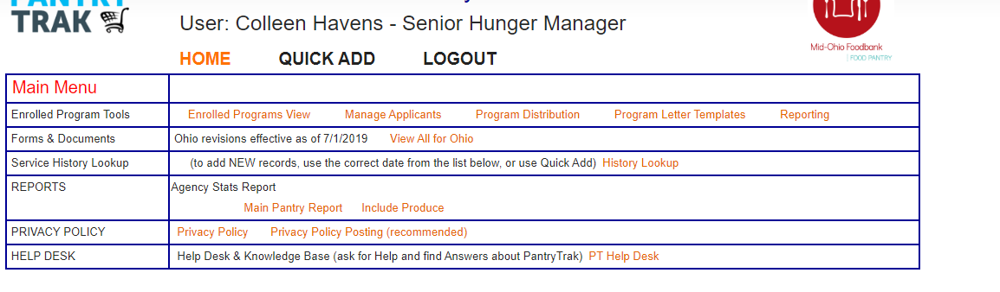 PANTRY
TRAK
User: Colleen Havens - Senior Hunger Manager
Mid-Ohio Foodbank
FOOD PANTRY
HOME QUICK ADD LOGOUT
Main Menu
Enrolled Program Tools Enrolled Programs View Manage Applicants Program Distribution Program Letter Templates Reporting
Forms & Documents Ohio revisions effective as of 7/1/2019 View All for Ohio
Service History Lookup (to add NEW records, use the correct date from the list below, or use Quick Add) History Lookup
REPORTS Agency Stats Report
Main Pantry Report Include Produce
PRIVACY POLICY Privacy Policy Privacy Policy Posting (recommended)
HELP DESK Help Desk & Knowledge Base (ask for Help and find Answers about PantryTrak) PT Help Desk